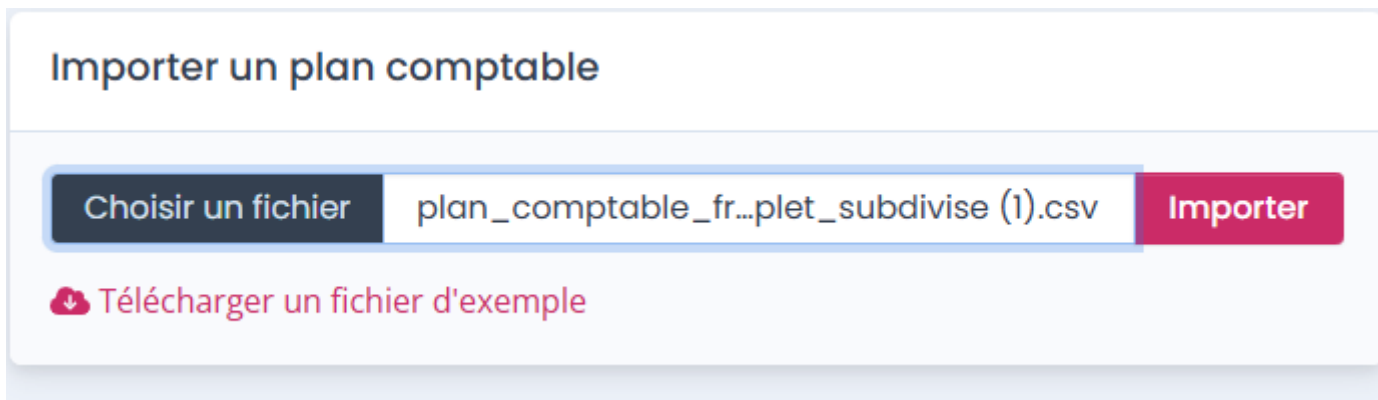 Importer un plan comptable
Choisir un fichier plan_comptable_fr...plet_subdivise (1).csv Importer
Télécharger un fichier d'exemple